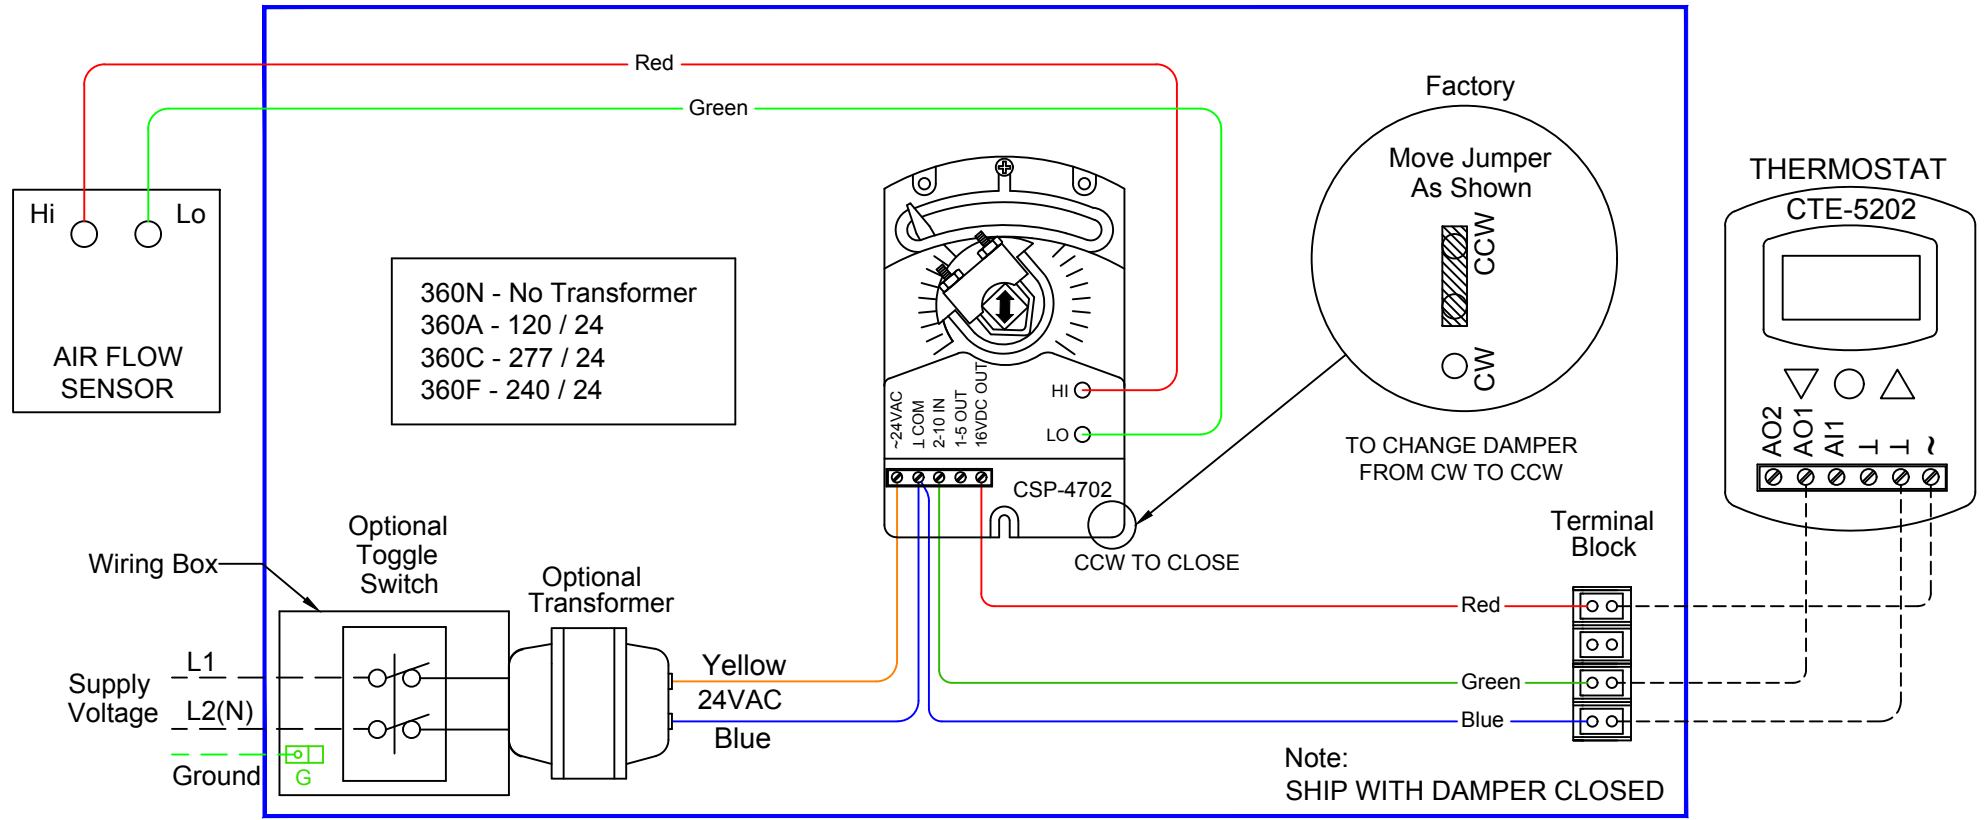 Red
Green
Hi
Lo
AIR FLOW
SENSOR
360N - No Transformer
360A - 120 / 24
360C - 277 / 24
360F - 240 / 24
~24VAC
⊥ COM
2-10 IN
1-5 OUT
16VDC OUT
HI
LO
CSP-4702
CCW TO CLOSE
Factory
Move Jumper
As Shown
CCW
CW
TO CHANGE DAMPER
FROM CW TO CCW
THERMOSTAT
CTE-5202
AO2
AO1
AI1
⊥
⊥
~
Terminal
Block
Wiring Box
Optional
Toggle
Switch
Optional
Transformer
Supply
Voltage
L1
L2(N)
Ground
G
Yellow
24VAC
Blue
Red
Green
Blue
Note:
SHIP WITH DAMPER CLOSED